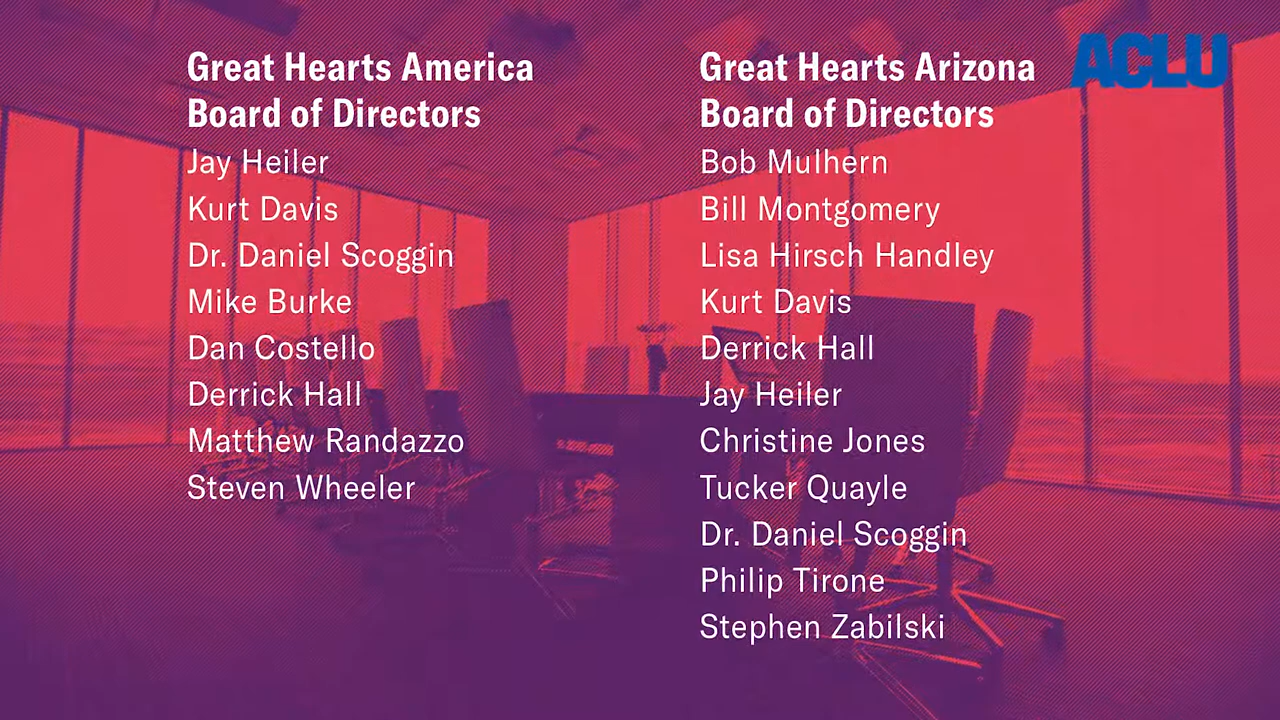 Great Hearts America
Board of Directors
Jay Heiler
Kurt Davis
Dr. Daniel Scoggin
Mike Burke
Dan Costello
Derrick Hall
Matthew Randazzo
Steven Wheeler
Great Hearts Arizona
Board of Directors
Bob Mulhern
Bill Montgomery
Lisa Hirsch Handley
Kurt Davis
Derrick Hall
Jay Heiler
Christine Jones
Tucker Quayle
Dr. Daniel Scoggin
Philip Tirone
Stephen Zabilski
ACLU